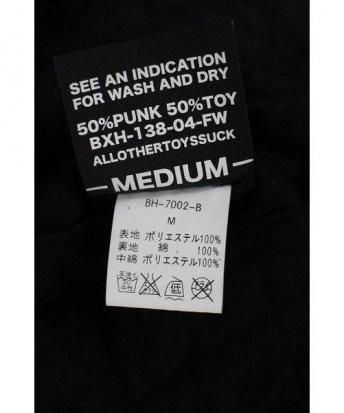 SEE AN INDICATION
FOR WASH AND DRY
50%PUNK 50%TOY
BXH-138-04-FW
ALLOTHERTOYSSUCK
— MEDIUM —
BH-7002-B
M
表地 ポリエステル100%
裏地 綿 100%
中綿 ポリエステル100%
低